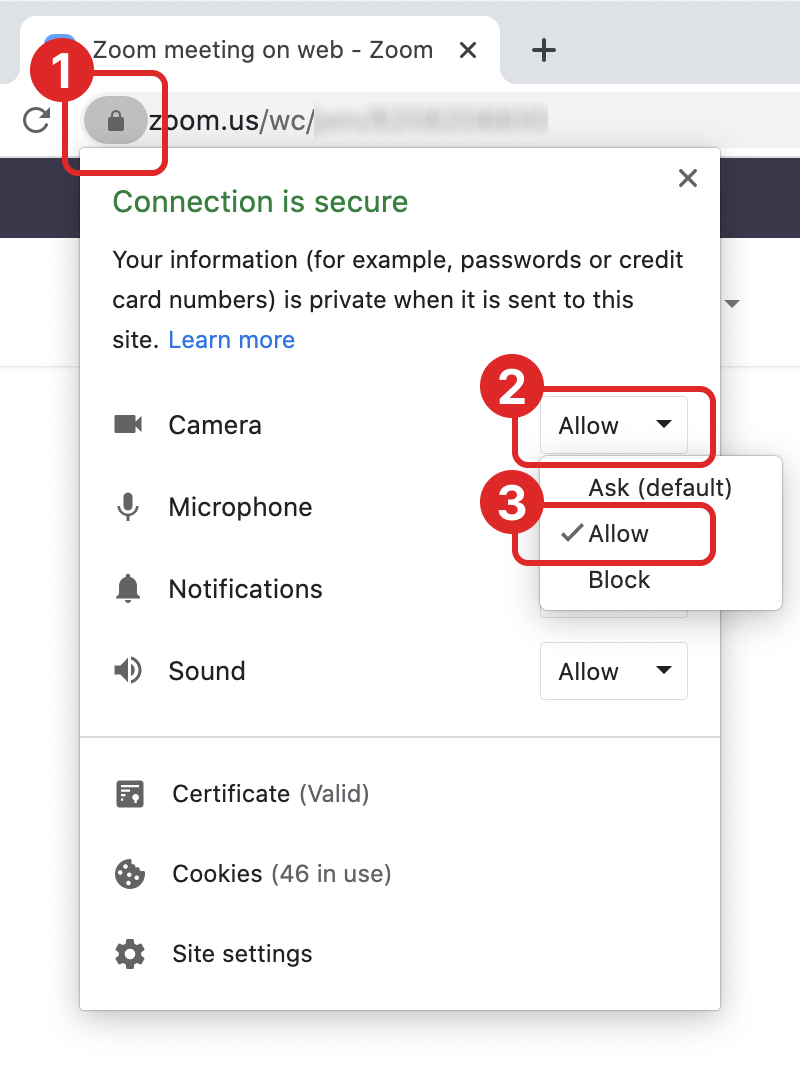 1
Zoom meeting on web - Zoom
zoom.us/wc/
Connection is secure
Your information (for example, passwords or credit
card numbers) is private when it is sent to this
site. Learn more
2
Camera Allow
Ask (default)
Microphone
3
Allow
Block
Notifications
Sound Allow
Certificate (Valid)
Cookies (46 in use)
Site settings